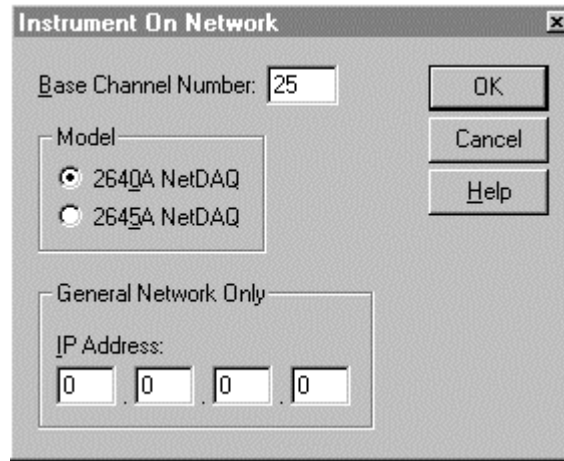 Instrument On Network
Base Channel Number: 25
OK
Model
Cancel
2640A NetDAQ
Help
2645A NetDAQ
General Network Only
IP Address:
0 . 0 . 0 . 0